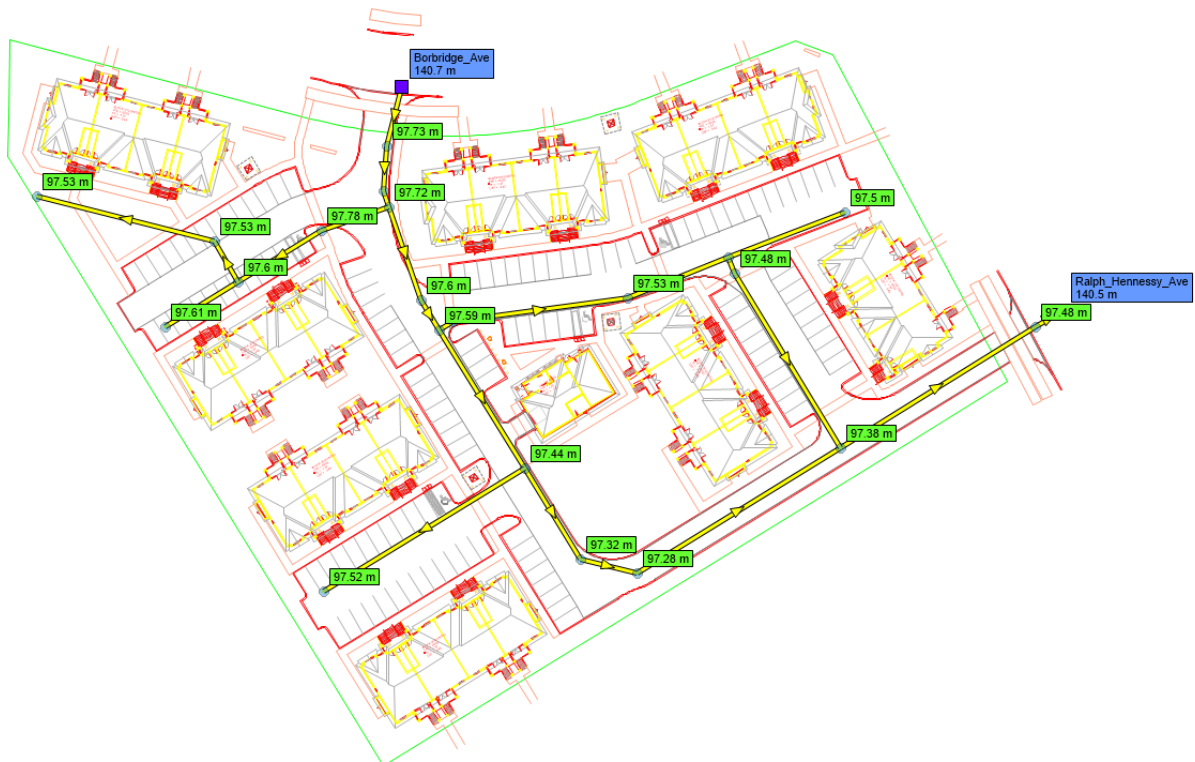 Borbridge_Ave
140.7 m
97.73 m
97.53 m
97.72 m
97.78 m
97.5 m
97.53 m
97.6 m
97.48 m
97.6 m
97.53 m
Ralph_Hennessy_Ave
140.5 m
97.61 m
97.59 m
97.48 m
97.38 m
97.44 m
97.32 m
97.28 m
97.52 m